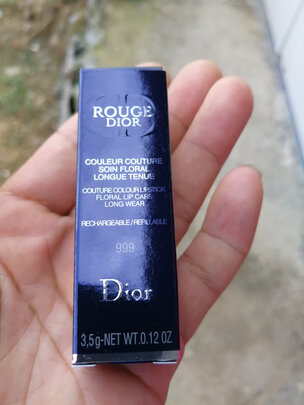 ROUGE
DIOR
COULEUR COUTURE
SOIN FLORAL
LONGUE TENUE
COUTURE COLOUR LIPSTICK
FLORAL LIP CARE
LONG WEAR
RECHARGEABLE/REFILLABLE
999
Dior
3,5g-NET WT.0.12 OZ